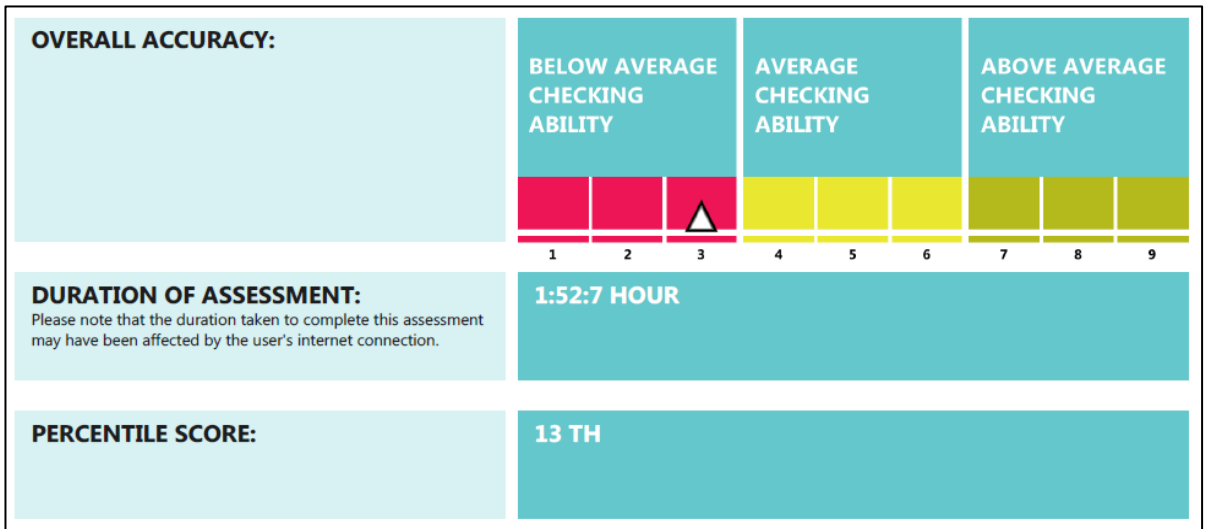 OVERALL ACCURACY:
BELOW AVERAGE
CHECKING
ABILITY
AVERAGE
CHECKING
ABILITY
ABOVE AVERAGE
CHECKING
ABILITY
1 2 3 4 5 6 7 8 9
DURATION OF ASSESSMENT:
Please note that the duration taken to complete this assessment
may have been affected by the user's internet connection.
1:52:7 HOUR
PERCENTILE SCORE:
13 TH